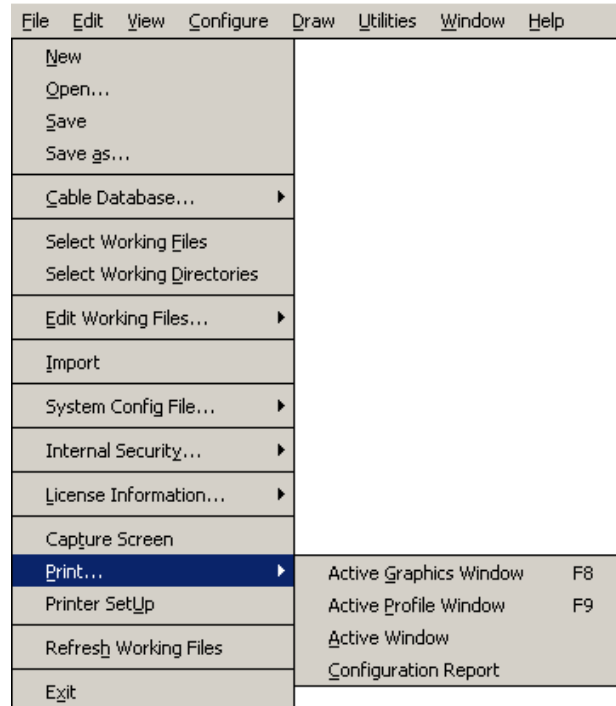 File Edit View Configure Draw Utilities Window Help
New
Open...
Save
Save as...
Cable Database...
Select Working Files
Select Working Directories
Edit Working Files...
Import
System Config File...
Internal Security...
License Information...
Capture Screen
Print...
Printer SetUp
Refresh Working Files
Exit
Active Graphics Window F8
Active Profile Window F9
Active Window
Configuration Report